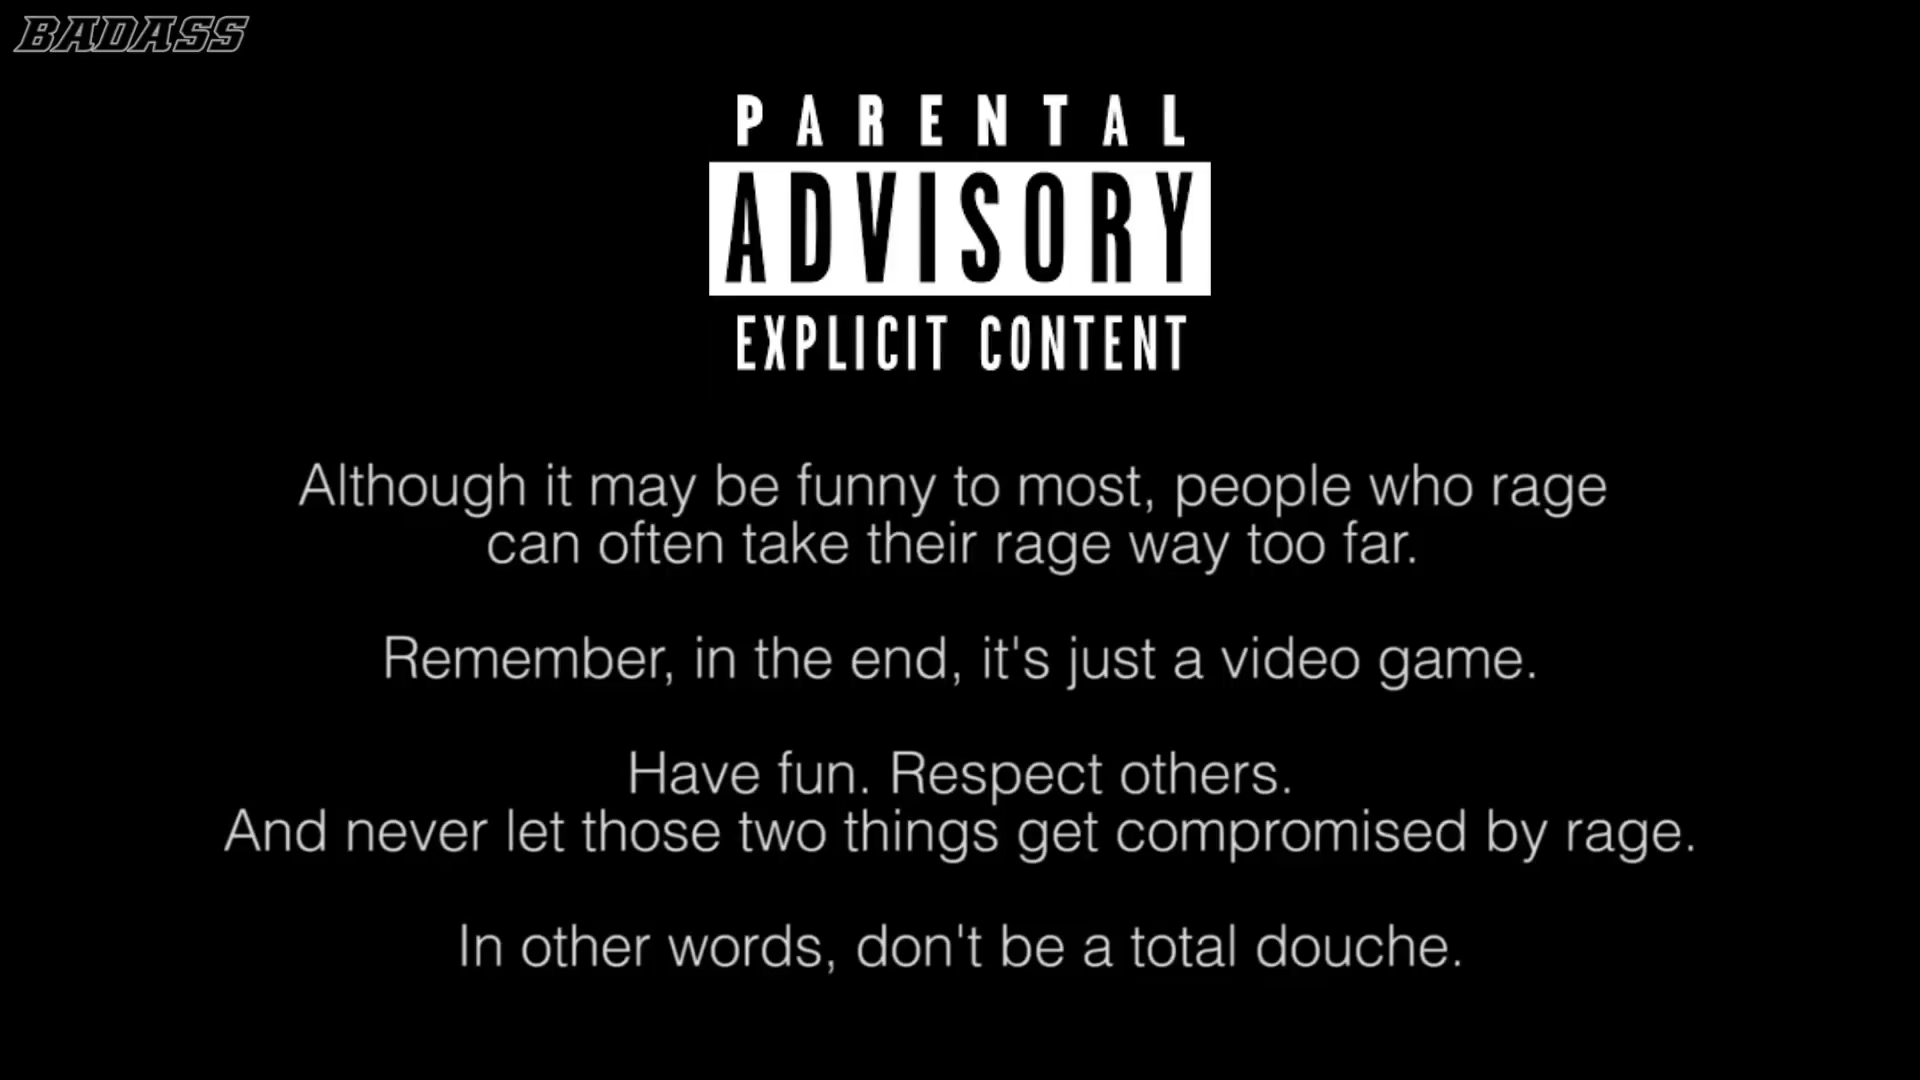 BADASS
PARENTAL
ADVISORY
EXPLICIT CONTENT
Although it may be funny to most, people who rage
can often take their rage way too far.
Remember, in the end, it's just a video game.
Have fun. Respect others.
And never let those two things get compromised by rage.
In other words, don't be a total douche.